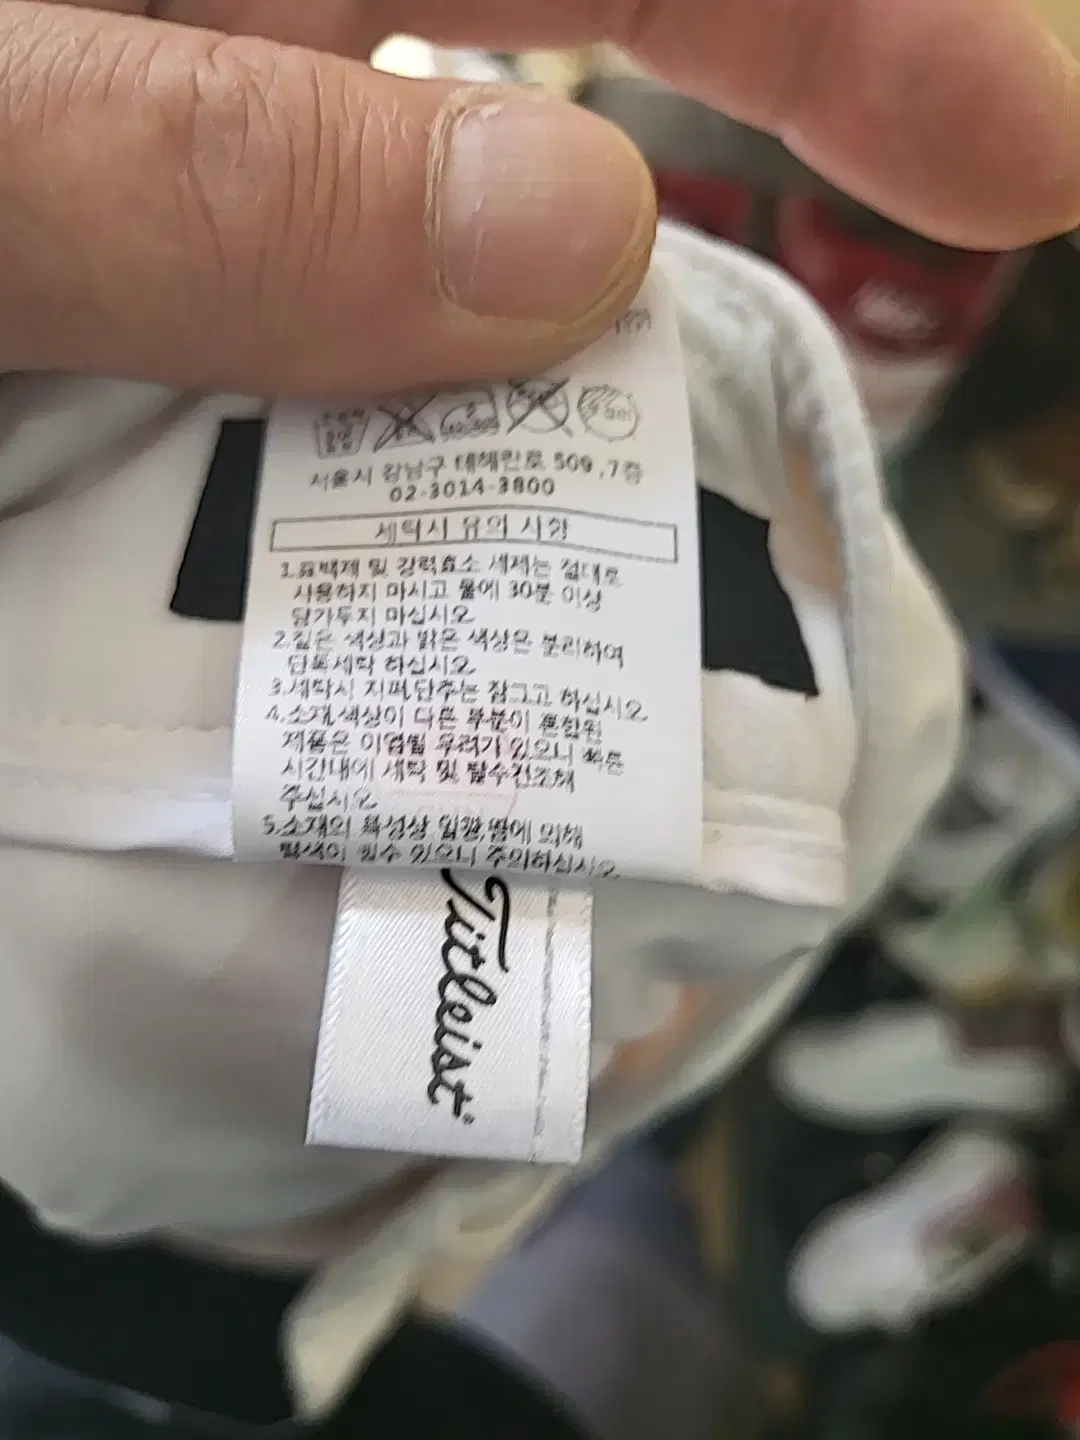 서울시 강남구 테헤란로 509, 7층
02-3014-3800
세탁시 유의 사항
1.표백제 및 강력효소 세제는 절대로
사용하지 마시고 물에 30분 이상
담가두지 마십시오
2.짙은 색상과 밝은 색상은 분리하여
단독세탁 하십시오
3.세탁시 지퍼,단추는 잠그고 하십시오
4.소재,색상이 다른 부분이 혼합된
제품은 이염될 우려가 있으니 빠른
시간내에 세탁 및 탈수건조해
주십시오
5.소재의 특성상 일광,땀에 의해
탈색이 될수 있으니 주의하십시오
Titleist®